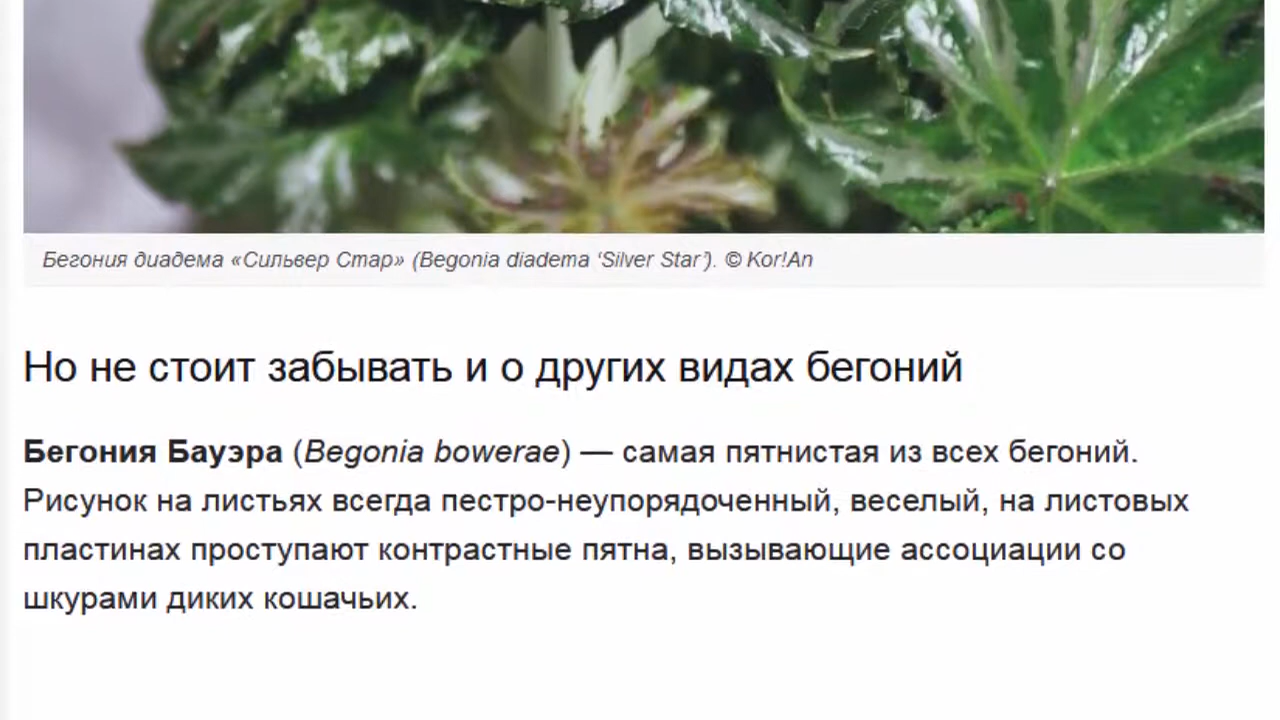 Бегония диадема «Сильвер Стар» (Begonia diadema ‘Silver Star’). © Kor!An
Но не стоит забывать и о других видах бегоний
Бегония Бауэра (Begonia bowerae) — самая пятнистая из всех бегоний.
Рисунок на листьях всегда пестро-неупорядоченный, веселый, на листовых
пластинах проступают контрастные пятна, вызывающие ассоциации со
шкурами диких кошачьих.